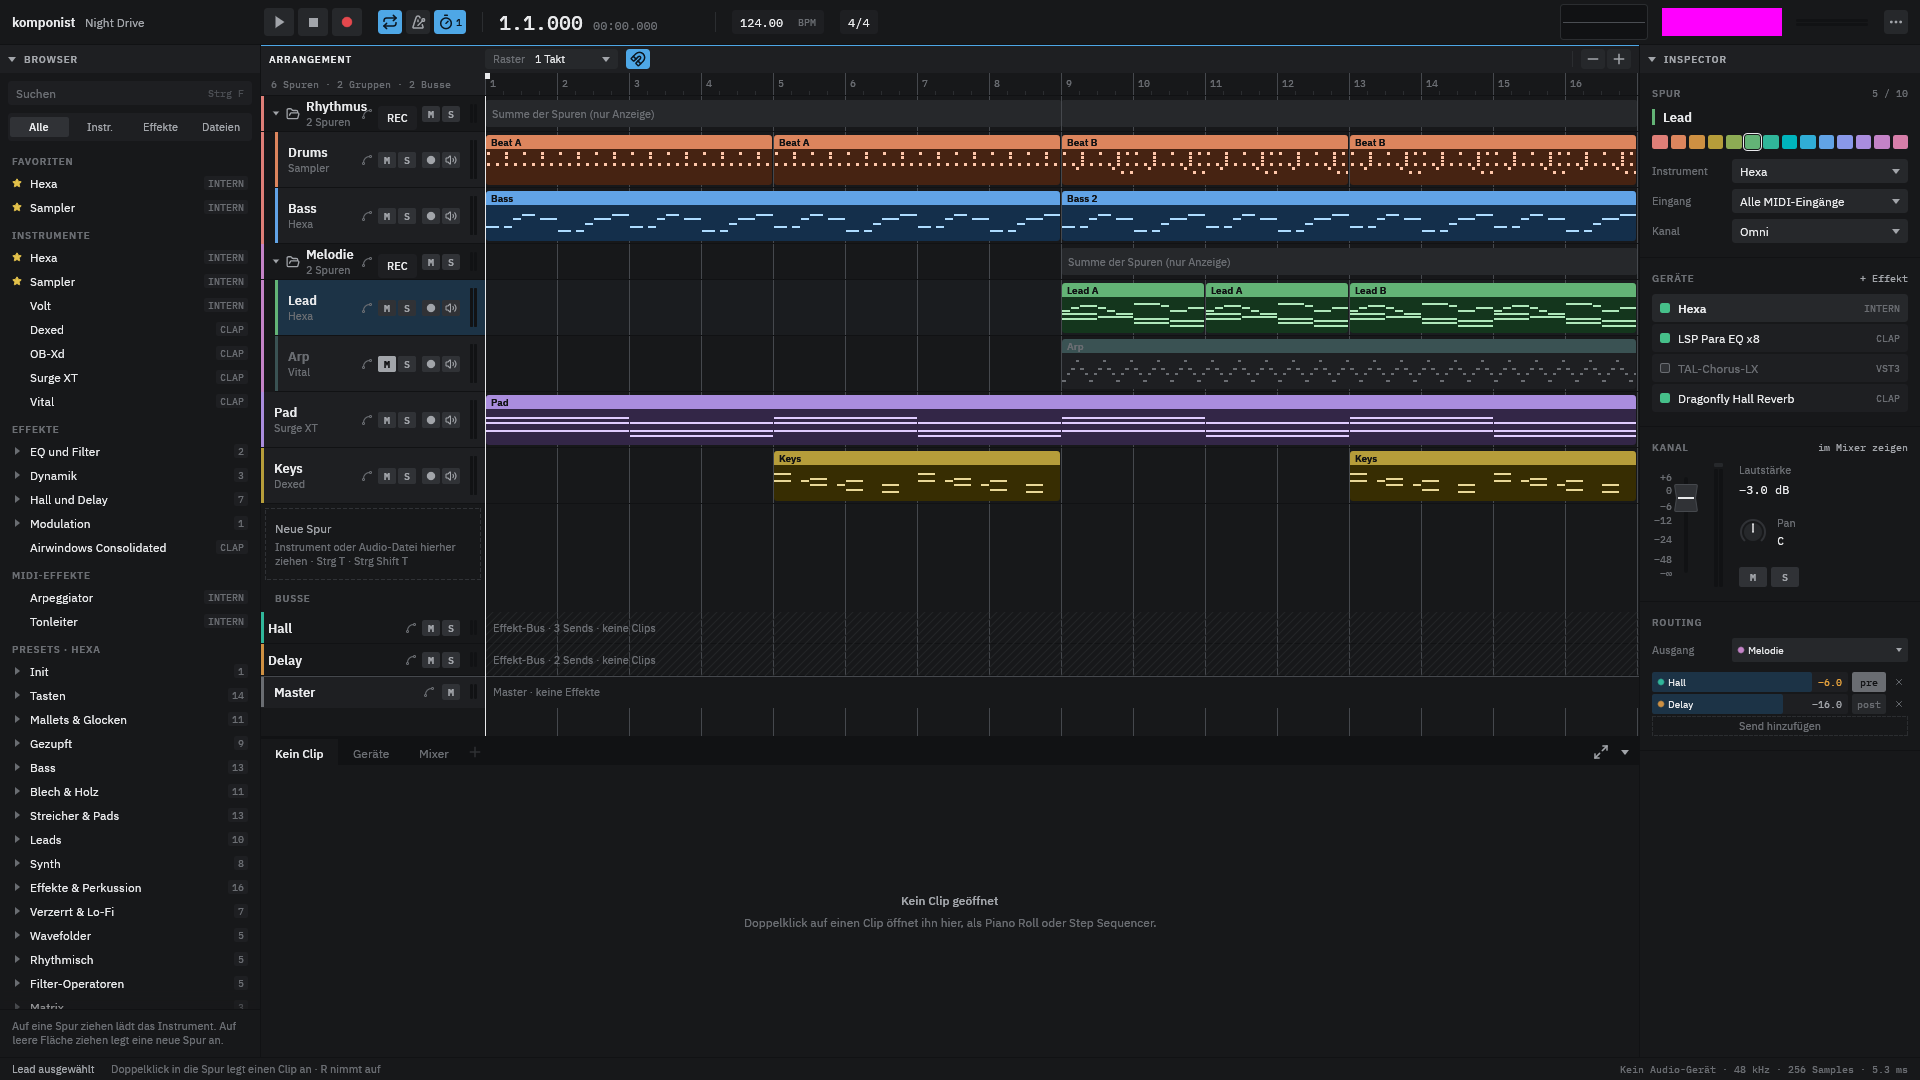 komponist Night Drive
1
1.1.000 00:00.000
124.00 BPM
4/4
BROWSER
Suchen Strg F
Alle Instr. Effekte Dateien
FAVORITEN
Hexa INTERN
Sampler INTERN
INSTRUMENTE
Hexa INTERN
Sampler INTERN
Volt INTERN
Dexed CLAP
OB-Xd CLAP
Surge XT CLAP
Vital CLAP
EFFEKTE
EQ und Filter 2
Dynamik 3
Hall und Delay 7
Modulation 1
Airwindows Consolidated CLAP
MIDI-EFFEKTE
Arpeggiator INTERN
Tonleiter INTERN
PRESETS · HEXA
Init 1
Tasten 14
Mallets & Glocken 11
Gezupft 9
Bass 13
Blech & Holz 11
Streicher & Pads 13
Leads 10
Synth 8
Effekte & Perkussion 16
Verzerrt & Lo-Fi 7
Wavefolder 5
Rhythmisch 5
Filter-Operatoren 5
Matrix 3
Auf eine Spur ziehen lädt das Instrument. Auf
leere Fläche ziehen legt eine neue Spur an.
ARRANGEMENT
Raster 1 Takt
6 Spuren · 2 Gruppen · 2 Busse
1 2 3 4 5 6 7 8 9 10 11 12 13 14 15 16
Rhythmus
2 Spuren
REC M S
Summe der Spuren (nur Anzeige)
Drums
Sampler
M S
Beat A Beat A Beat B Beat B
Bass
Hexa
M S
Bass Bass 2
Melodie
2 Spuren
REC M S
Summe der Spuren (nur Anzeige)
Lead
Hexa
M S
Lead A Lead A Lead B
Arp
Vital
M S
Arp
Pad
Surge XT
M S
Pad
Keys
Dexed
M S
Keys Keys
Neue Spur
Instrument oder Audio-Datei hierher
ziehen · Strg T · Strg Shift T
BUSSE
Hall M S
Effekt-Bus · 3 Sends · keine Clips
Delay M S
Effekt-Bus · 2 Sends · keine Clips
Master M
Master · keine Effekte
Kein Clip Geräte Mixer +
Kein Clip geöffnet
Doppelklick auf einen Clip öffnet ihn hier, als Piano Roll oder Step Sequencer.
INSPECTOR
SPUR 5 / 10
Lead
Instrument Hexa
Eingang Alle MIDI-Eingänge
Kanal Omni
GERÄTE + Effekt
Hexa INTERN
LSP Para EQ x8 CLAP
TAL-Chorus-LX VST3
Dragonfly Hall Reverb CLAP
KANAL im Mixer zeigen
+6
0
−6
−12
−24
−48
−∞
Lautstärke
−3.0 dB
Pan
C
M S
ROUTING
Ausgang Melodie
Hall −6.0 pre ×
Delay −16.0 post ×
Send hinzufügen
Lead ausgewählt Doppelklick in die Spur legt einen Clip an · R nimmt auf
Kein Audio-Gerät · 48 kHz · 256 Samples · 5.3 ms